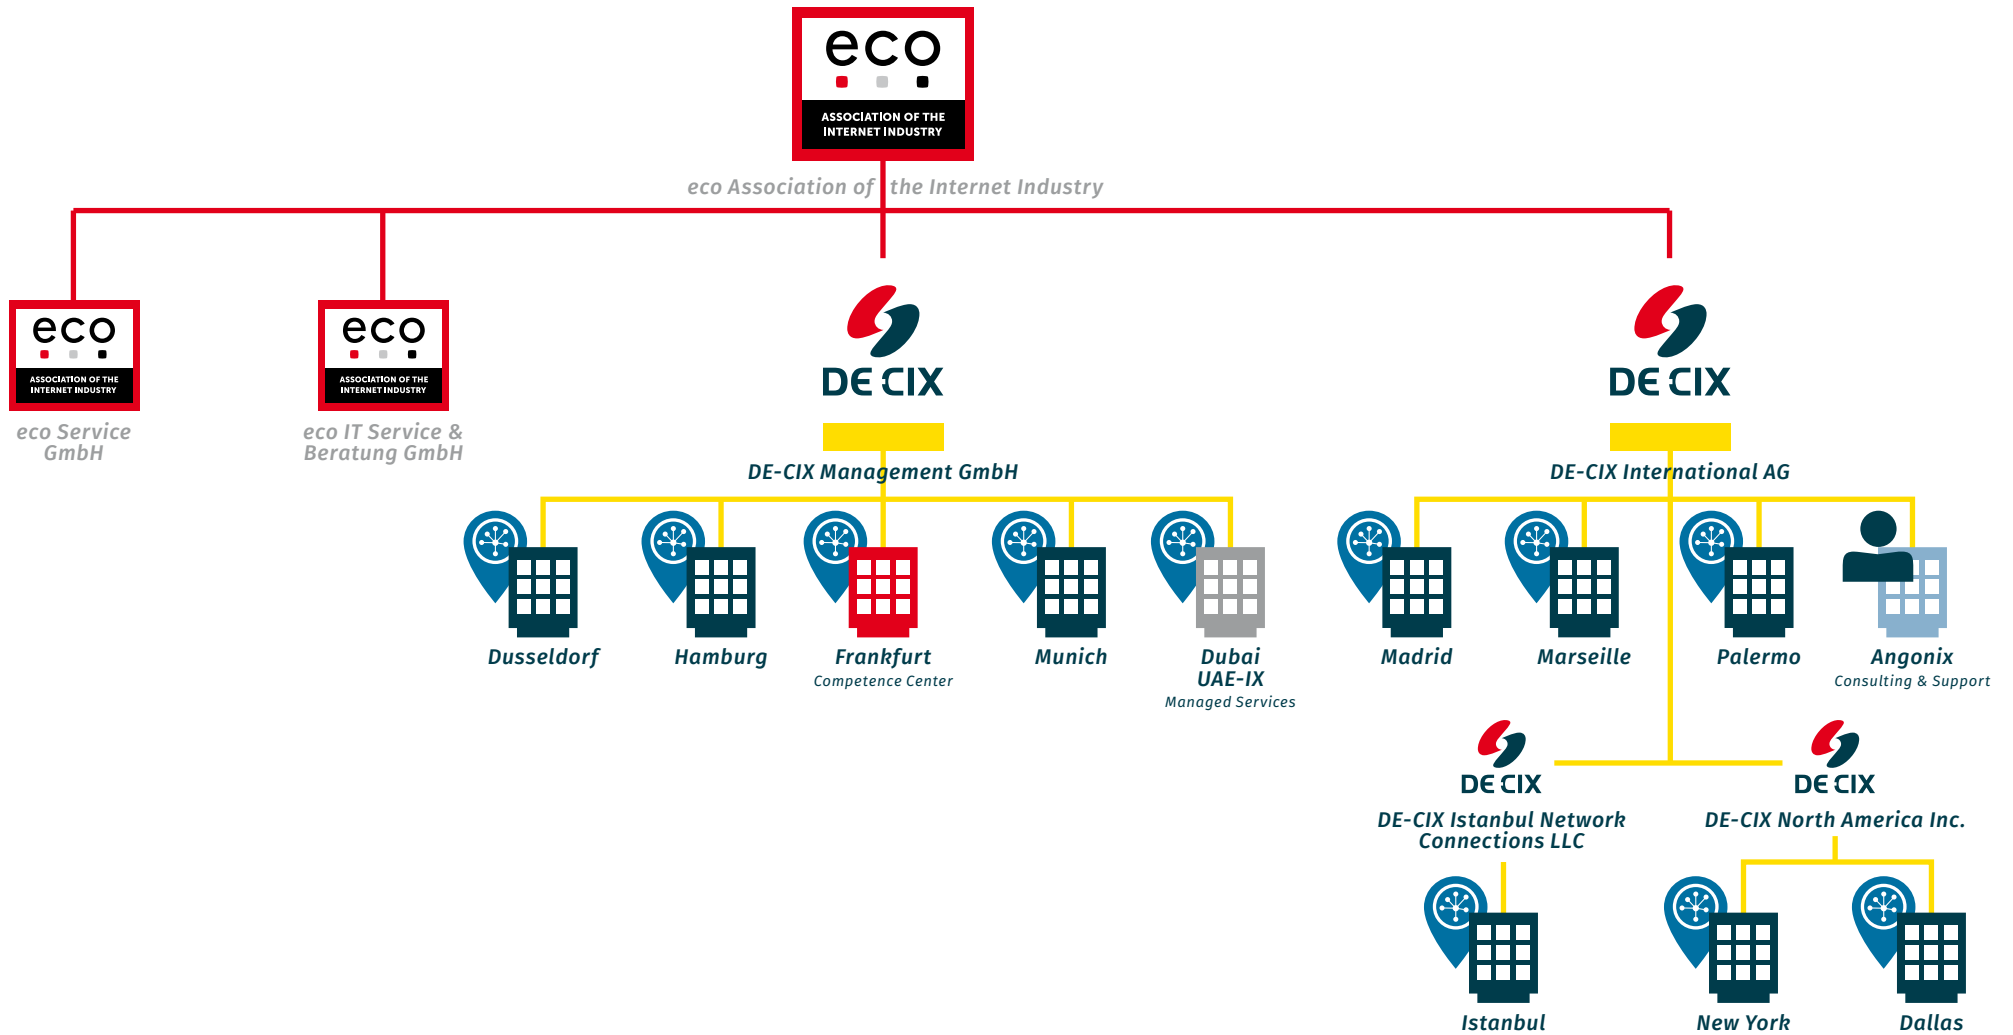 eco
ASSOCIATION OF THE
INTERNET INDUSTRY
eco Association of the Internet Industry
eco
ASSOCIATION OF THE
INTERNET INDUSTRY
eco Service
GmbH
eco
ASSOCIATION OF THE
INTERNET INDUSTRY
eco IT Service &
Beratung GmbH
DE CIX
DE-CIX Management GmbH
DE CIX
DE-CIX International AG
Dusseldorf
Hamburg
Frankfurt
Competence Center
Munich
Dubai
UAE-IX
Managed Services
Madrid
Marseille
Palermo
Angonix
Consulting & Support
DE CIX
DE-CIX Istanbul Network
Connections LLC
DE CIX
DE-CIX North America Inc.
Istanbul
New York
Dallas